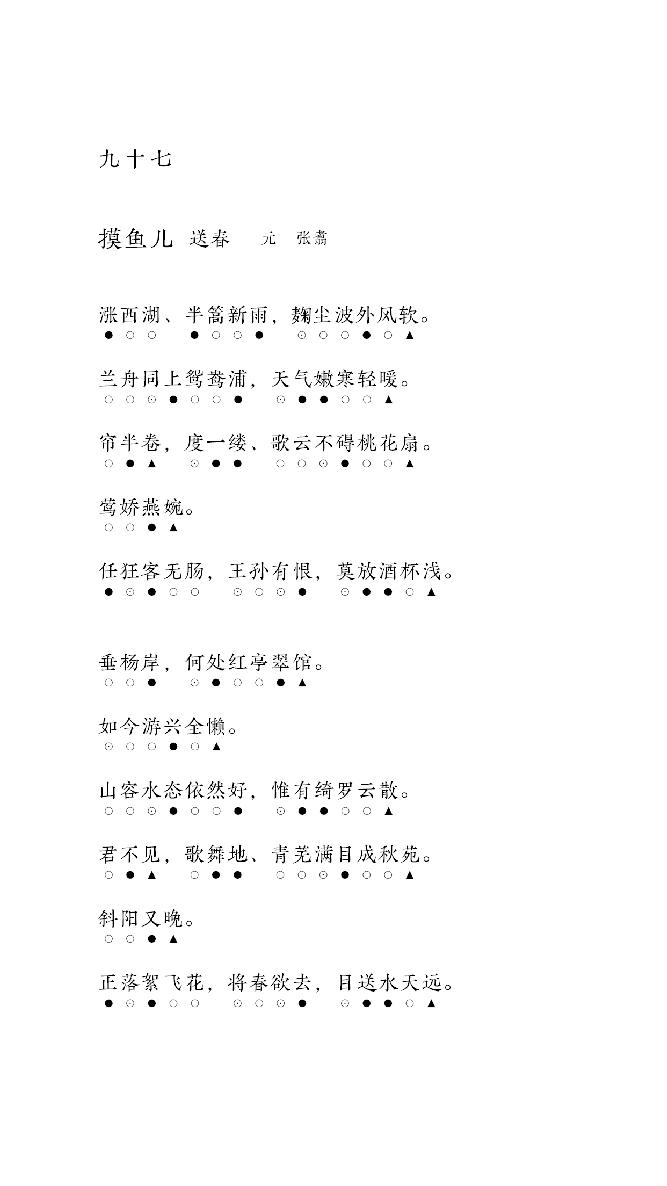 九十七
摸鱼儿 送春 元 张翥
涨西湖、半篙新雨，麹尘波外风软。
●○○ ●○○● ⊙○○●○▲
兰舟同上鸳鸯浦，天气嫩寒轻暖。
○○⊙●○○● ⊙●●○○▲
帘半卷，度一缕、歌云不碍桃花扇。
○●▲ ⊙●● ○○⊙●○○▲
莺娇燕婉。
○○●▲
任狂客无肠，王孙有恨，莫放酒杯浅。
●⊙●○○ ⊙○⊙● ⊙●●○▲
垂杨岸，何处红亭翠馆。
○○● ⊙●○○●▲
如今游兴全懒。
⊙○○●○▲
山容水态依然好，惟有绮罗云散。
○○⊙●○○● ⊙●●○○▲
君不见，歌舞地、青芜满目成秋苑。
○●▲ ○●● ○○⊙●○○▲
斜阳又晚。
○○●▲
正落絮飞花，将春欲去，目送水天远。
●⊙●○○ ⊙○⊙● ⊙●●○▲